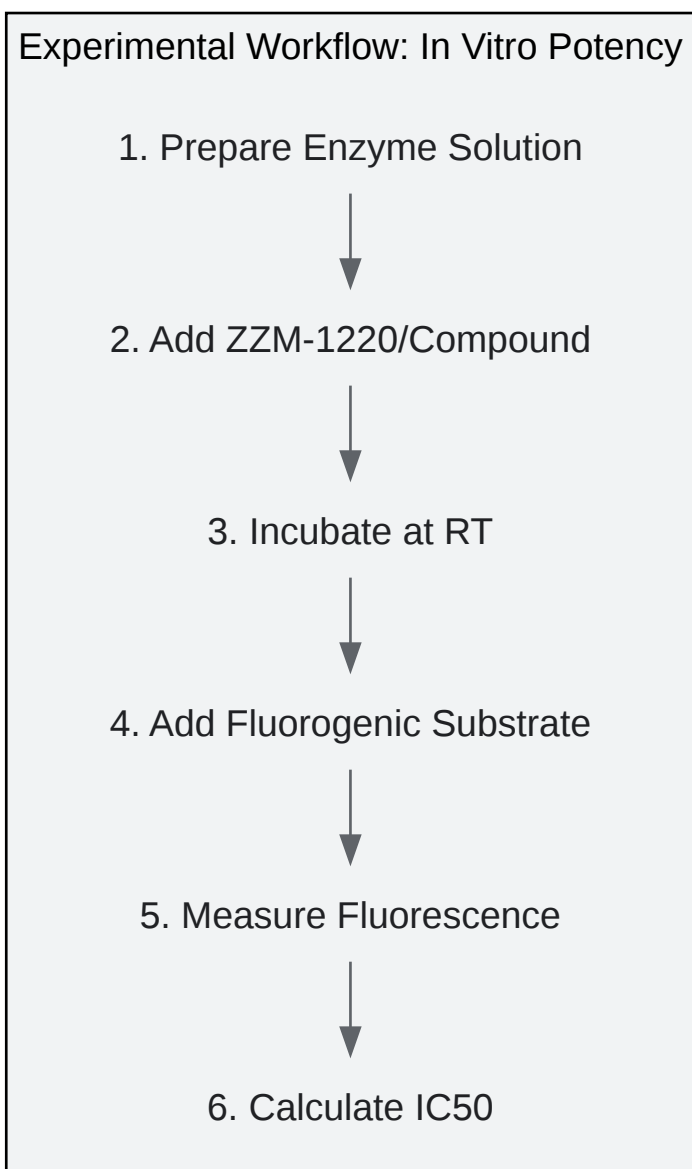 Experimental Workflow: In Vitro Potency
1. Prepare Enzyme Solution
2. Add ZZM-1220/Compound
3. Incubate at RT
4. Add Fluorogenic Substrate
5. Measure Fluorescence
6. Calculate IC50